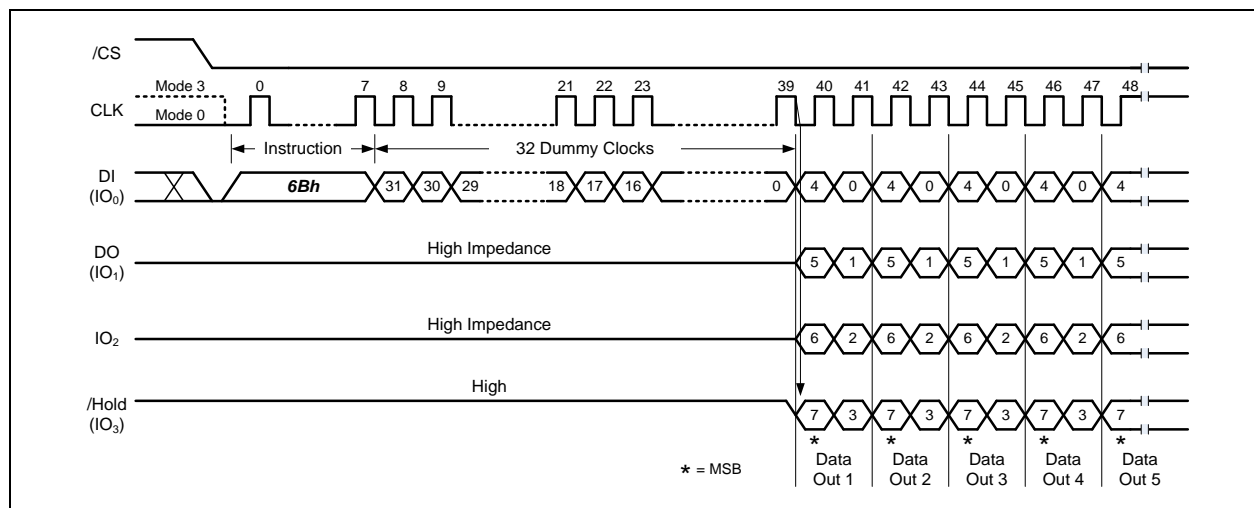 /CS
Mode 3 0 7 8 9 21 22 23 39 40 41 42 43 44 45 46 47 48
CLK
Mode 0
Instruction 32 Dummy Clocks
DI
(IO0)
6Bh 31 30 29 18 17 16 0 4 0 4 0 4 0 4 0 4
High Impedance
DO
(IO1)
5 1 5 1 5 1 5 1 5
High Impedance
IO2 6 2 6 2 6 2 6 2 6
High
/Hold
(IO3)
7 3 7 3 7 3 7 3 7
* * * * *
* = MSB
Data Out 1
Data Out 2
Data Out 3
Data Out 4
Data Out 5